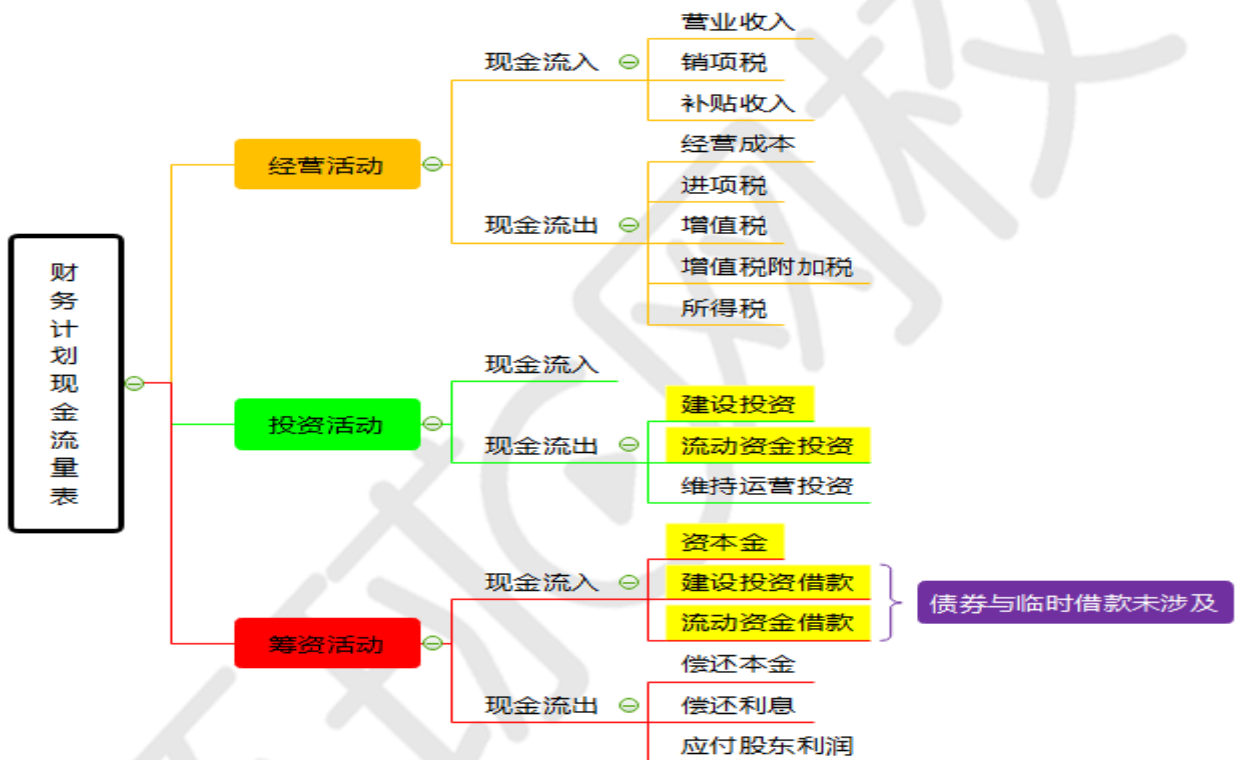 财务计划现金流量表
经营活动
现金流入
营业收入
销项税
补贴收入
现金流出
经营成本
进项税
增值税
增值税附加税
所得税
投资活动
现金流入
现金流出
建设投资
流动资金投资
维持运营投资
筹资活动
现金流入
资本金
建设投资借款
流动资金借款
债券与临时借款未涉及
现金流出
偿还本金
偿还利息
应付股东利润
环球网校